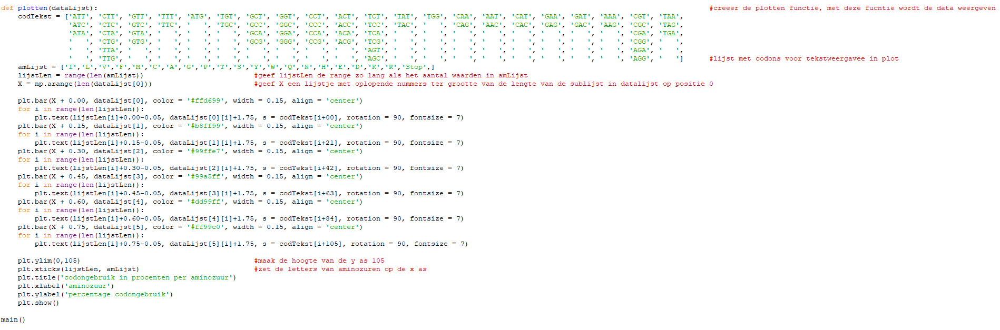 def plotten(dataLijst): #creeer de plotten functie, met deze fucntie wordt de data weergeven
    codTekst = ['ATT', 'CTT', 'GTT', 'TTT', 'ATG', 'TGT', 'GCT', 'GGT', 'CCT', 'ACT', 'TCT', 'TAT', 'TGG', 'CAA', 'AAT', 'CAT', 'GAA', 'GAT', 'AAA', 'CGT', 'TAA',
                'ATC', 'CTC', 'GTC', 'TTC', '   ', 'TGC', 'GCC', 'GGC', 'CCC', 'ACC', 'TCC', 'TAC', '   ', 'CAG', 'AAC', 'CAC', 'GAG', 'GAC', 'AAG', 'CGC', 'TAG',
                'ATA', 'CTA', 'GTA', '   ', '   ', '   ', 'GCA', 'GGA', 'CCA', 'ACA', 'TCA', '   ', '   ', '   ', '   ', '   ', '   ', '   ', '   ', 'CGA', 'TGA',
                '   ', 'CTG', 'GTG', '   ', '   ', '   ', 'GCG', 'GGG', 'CCG', 'ACG', 'TCG', '   ', '   ', '   ', '   ', '   ', '   ', '   ', '   ', 'CGG', '   ',
                '   ', 'TTA', '   ', '   ', '   ', '   ', '   ', '   ', '   ', '   ', 'AGT', '   ', '   ', '   ', '   ', '   ', '   ', '   ', '   ', 'AGA', '   ',
                '   ', 'TTG', '   ', '   ', '   ', '   ', '   ', '   ', '   ', '   ', 'AGC', '   ', '   ', '   ', '   ', '   ', '   ', '   ', '   ', 'AGG', '   '] #lijst met codons voor tekstweergavee in plot
    amLijst = ['I','L','V','F','M','C','A','G','P','T','S','Y','W','Q','N','H','E','D','K','R','Stop',]
    lijstLen = range(len(amLijst)) #geef lijstLen de range zo lang als het aantal waarden in amLijst
    X = np.arange(len(dataLijst[0])) #geef X een lijstje met oplopende nummers ter grootte van de lengte van de sublijst in datalijst op positie 0
    plt.bar(X + 0.00, dataLijst[0], color = '#ffd699', width = 0.15, align = 'center')
    for i in range(len(lijstLen)):
        plt.text(lijstLen[i]+0.00-0.05, dataLijst[0][i]+1.75, s = codTekst[i+00], rotation = 90, fontsize = 7)
    plt.bar(X + 0.15, dataLijst[1], color = '#b8ff99', width = 0.15, align = 'center')
    for i in range(len(lijstLen)):
        plt.text(lijstLen[i]+0.15-0.05, dataLijst[1][i]+1.75, s = codTekst[i+21], rotation = 90, fontsize = 7)
    plt.bar(X + 0.30, dataLijst[2], color = '#99ffe7', width = 0.15, align = 'center')
    for i in range(len(lijstLen)):
        plt.text(lijstLen[i]+0.30-0.05, dataLijst[2][i]+1.75, s = codTekst[i+42], rotation = 90, fontsize = 7)
    plt.bar(X + 0.45, dataLijst[3], color = '#99a5ff', width = 0.15, align = 'center')
    for i in range(len(lijstLen)):
        plt.text(lijstLen[i]+0.45-0.05, dataLijst[3][i]+1.75, s = codTekst[i+63], rotation = 90, fontsize = 7)
    plt.bar(X + 0.60, dataLijst[4], color = '#dd99ff', width = 0.15, align = 'center')
    for i in range(len(lijstLen)):
        plt.text(lijstLen[i]+0.60-0.05, dataLijst[4][i]+1.75, s = codTekst[i+84], rotation = 90, fontsize = 7)
    plt.bar(X + 0.75, dataLijst[5], color = '#ff99c0', width = 0.15, align = 'center')
    for i in range(len(lijstLen)):
        plt.text(lijstLen[i]+0.75-0.05, dataLijst[5][i]+1.75, s = codTekst[i+105], rotation = 90, fontsize = 7)
    plt.ylim(0,105) #maak de hoogte van de y as 105
    plt.xticks(lijstLen, amLijst) #zet de letters van aminozuren op de x as
    plt.title('codongebruik in procenten per aminozuur')
    plt.xlabel('aminozuur')
    plt.ylabel('percentage codongebruik')
    plt.show()
main()